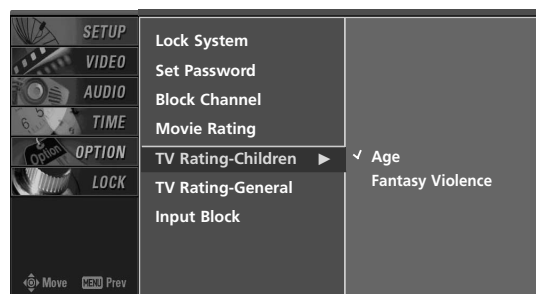 SETUP
VIDEO
AUDIO
TIME
OPTION
LOCK
Move MENU Prev
Lock System
Set Password
Block Channel
Movie Rating
TV Rating-Children ▶
TV Rating-General
Input Block
✓ Age
Fantasy Violence